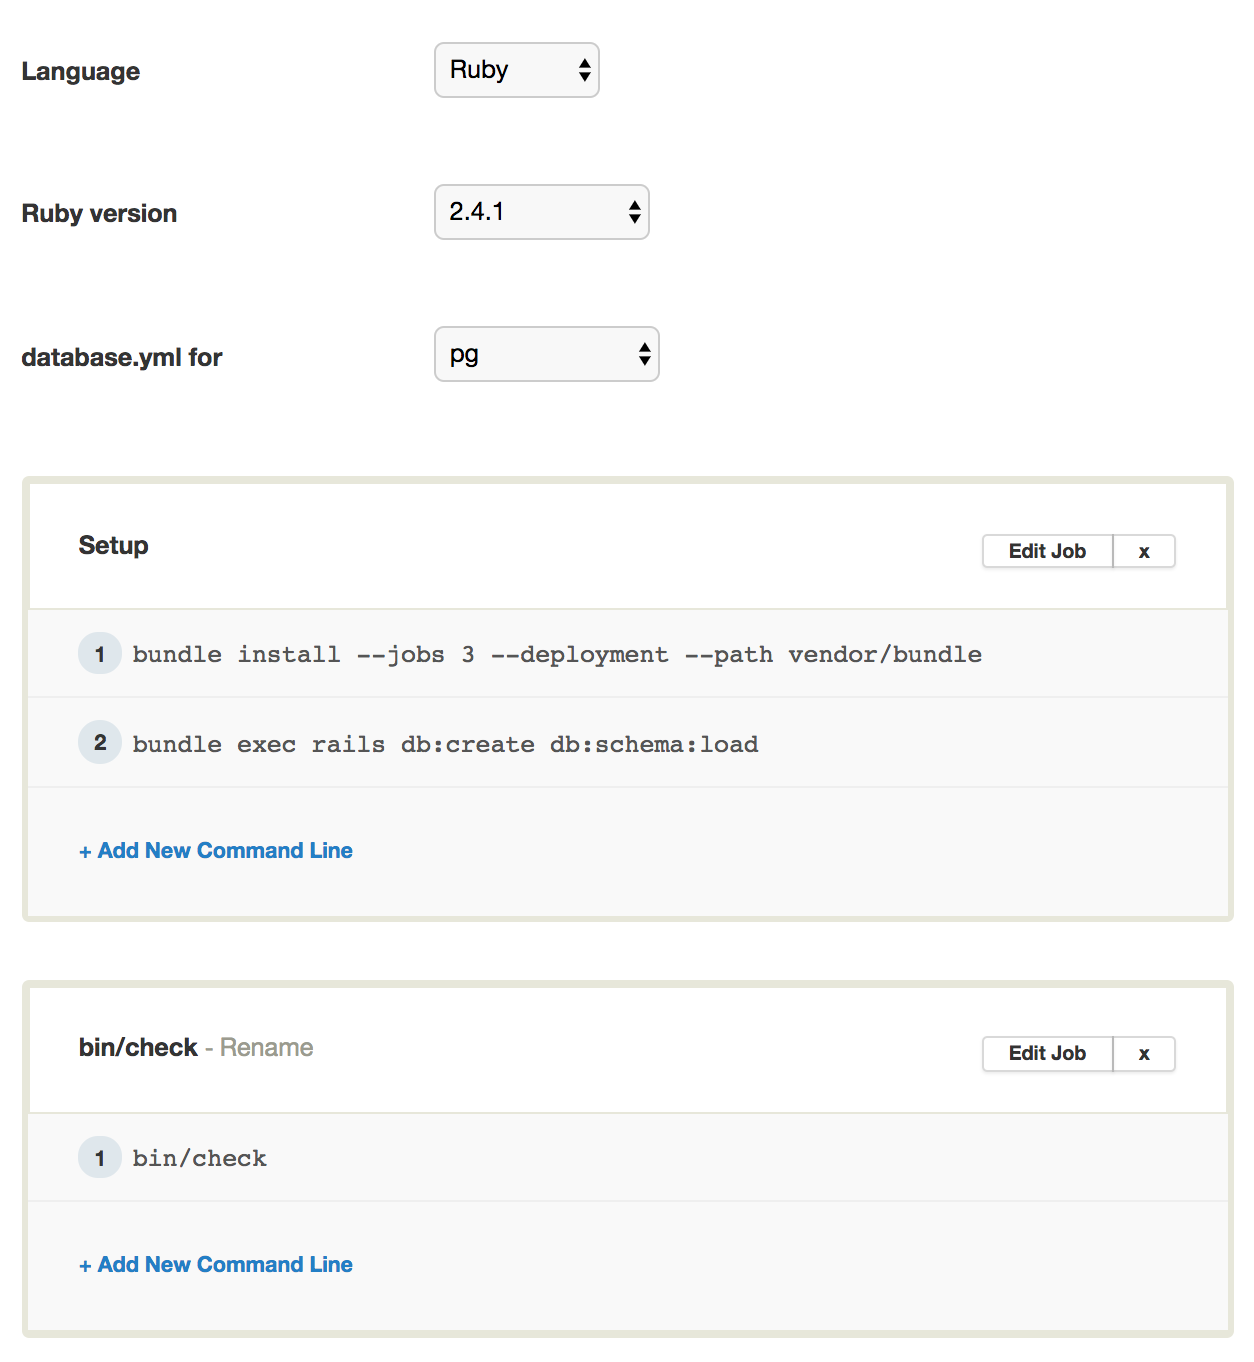 Language Ruby
Ruby version 2.4.1
database.yml for pg
Setup Edit Job x
1 bundle install --jobs 3 --deployment --path vendor/bundle
2 bundle exec rails db:create db:schema:load
+ Add New Command Line
bin/check - Rename Edit Job x
1 bin/check
+ Add New Command Line